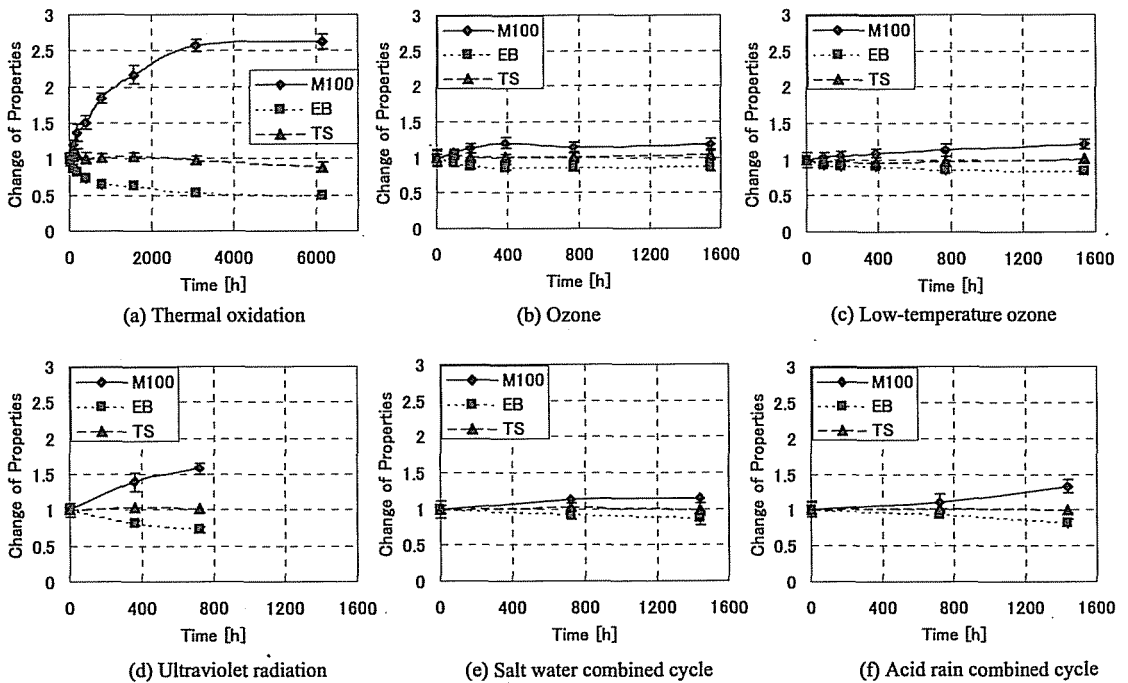 Change of Properties
3
2.5
2
1.5
1
0.5
0
0 2000 4000 6000
Time [h]
M100
EB
TS
(a) Thermal oxidation
Change of Properties
3
2.5
2
1.5
1
0.5
0
0 400 800 1200 1600
Time [h]
M100
EB
TS
(b) Ozone
Change of Properties
3
2.5
2
1.5
1
0.5
0
0 400 800 1200 1600
Time [h]
M100
EB
TS
(c) Low-temperature ozone
Change of Properties
3
2.5
2
1.5
1
0.5
0
0 400 800 1200 1600
Time [h]
M100
EB
TS
(d) Ultraviolet radiation
Change of Properties
3
2.5
2
1.5
1
0.5
0
0 400 800 1200 1600
Time [h]
M100
EB
TS
(e) Salt water combined cycle
Change of Properties
3
2.5
2
1.5
1
0.5
0
0 400 800 1200 1600
Time [h]
M100
EB
TS
(f) Acid rain combined cycle